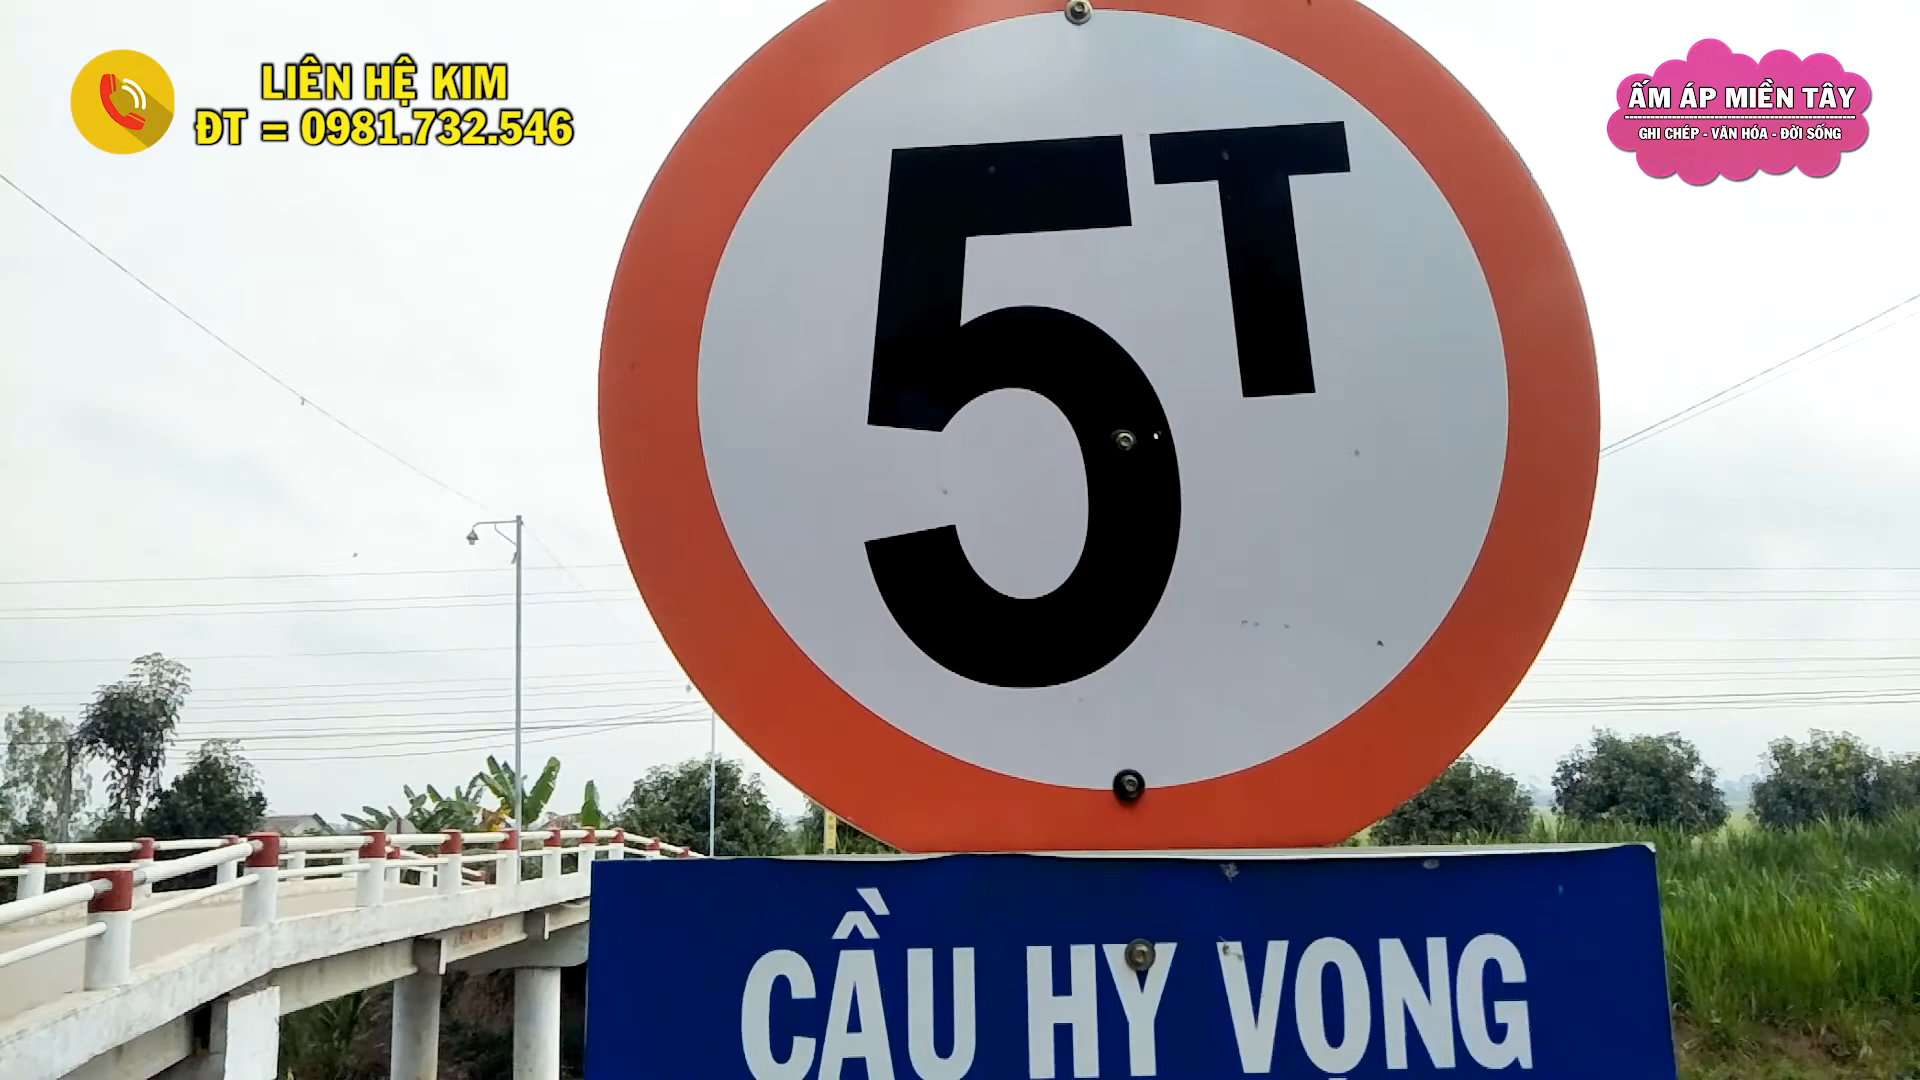 LIÊN HỆ KIM
ĐT = 0981.732.546
ẤM ÁP MIỀN TÂY
GHI CHÉP - VĂN HÓA - ĐỜI SỐNG
5T
CẦU HY VỌNG